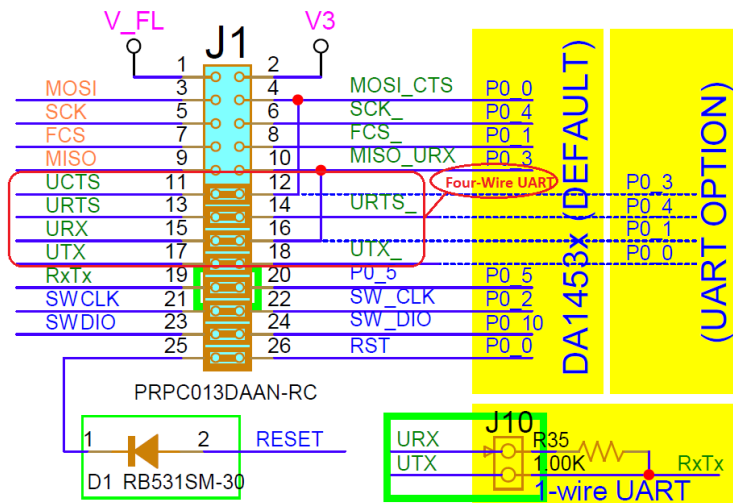 V_FL J1 V3
1 2
MOSI 3 4 MOSI_CTS P0_0
SCK 5 6 SCK_ P0_4
FCS 7 8 FCS_ P0_1
MISO 9 10 MISO_URX P0_3
UCTS 11 12 Four-Wire UART P0_3
URTS 13 14 URTS_ P0_4
URX 15 16 P0_1
UTX 17 18 UTX_ P0_0
RxTx 19 20 P0_5 P0_5
SWCLK 21 22 SW_CLK P0_2
SWDIO 23 24 SW_DIO P0_10
25 26 RST P0_0
DA1453x (DEFAULT)
(UART OPTION)
PRPC013DAAN-RC
1 2 RESET
D1 RB531SM-30
J10
URX R35
UTX 1.00K RxTx
1-wire UART